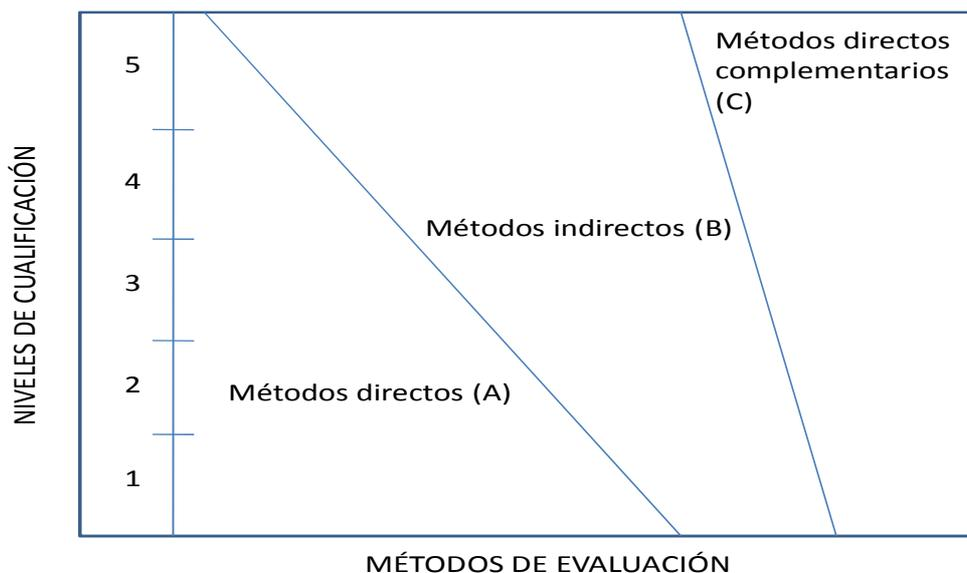 NIVELES DE CUALIFICACIÓN
5
4
3
2
1
Métodos directos
complementarios
(C)
Métodos indirectos (B)
Métodos directos (A)
MÉTODOS DE EVALUACIÓN